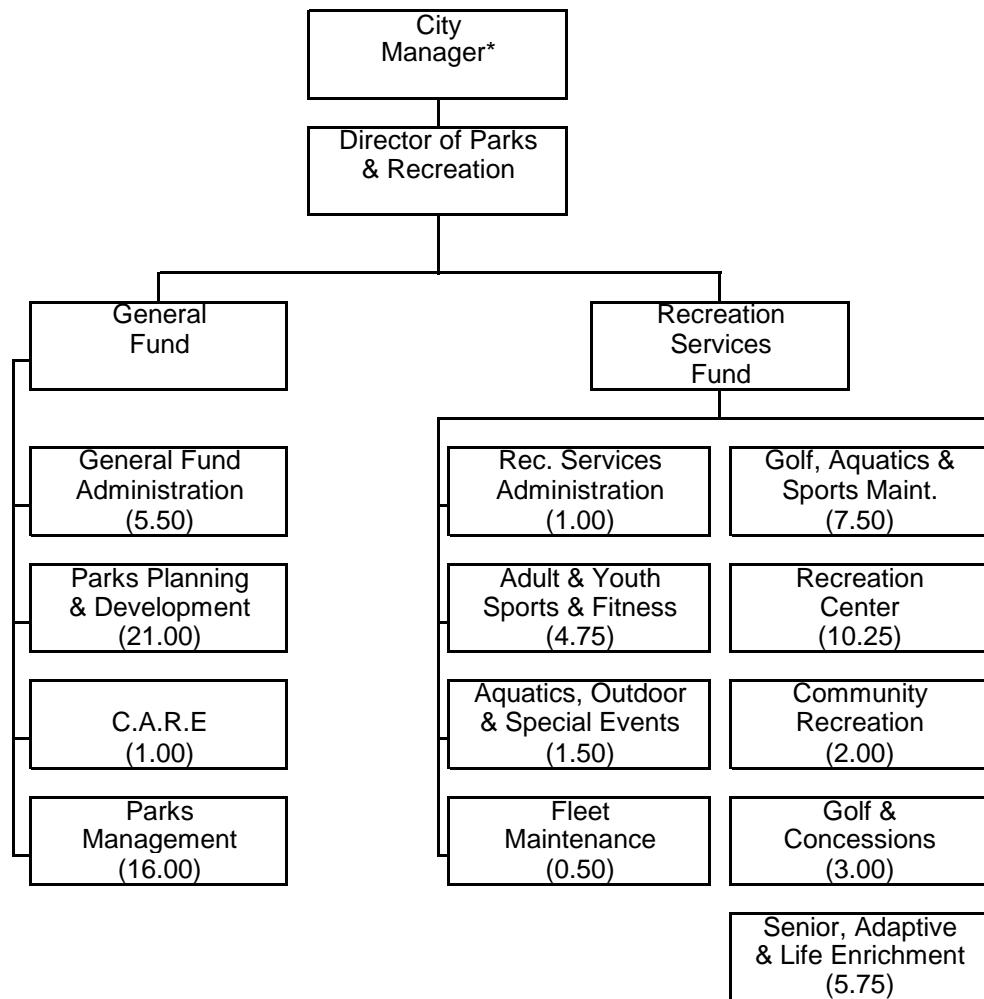 City
Manager*
Director of Parks
& Recreation
General
Fund
Recreation
Services
Fund
General Fund
Administration
(5.50)
Parks Planning
& Development
(21.00)
C.A.R.E
(1.00)
Parks
Management
(16.00)
Rec. Services
Administration
(1.00)
Adult & Youth
Sports & Fitness
(4.75)
Aquatics, Outdoor
& Special Events
(1.50)
Fleet
Maintenance
(0.50)
Golf, Aquatics &
Sports Maint.
(7.50)
Recreation
Center
(10.25)
Community
Recreation
(2.00)
Golf &
Concessions
(3.00)
Senior, Adaptive
& Life Enrichment
(5.75)